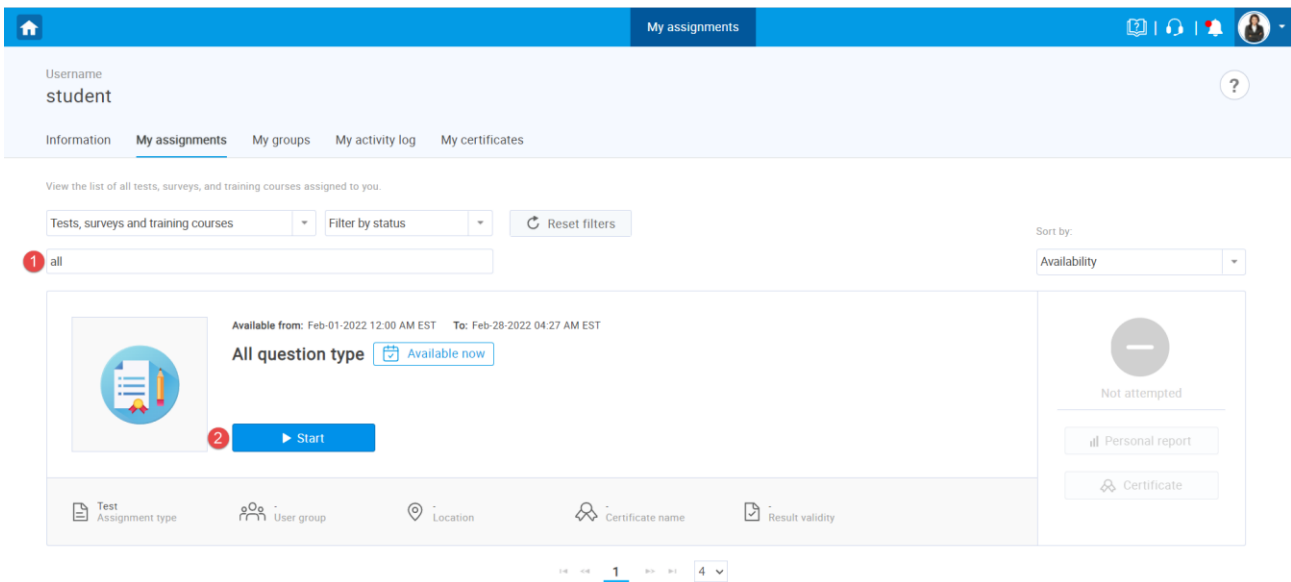 My assignments
Username
student
?
Information My assignments My groups My activity log My certificates
View the list of all tests, surveys, and training courses assigned to you.
Tests, surveys and training courses Filter by status Reset filters
Sort by:
1 all Availability
Available from: Feb-01-2022 12:00 AM EST To: Feb-28-2022 04:27 AM EST
All question type Available now
Not attempted
2 Start
Personal report
Certificate
- - - -
Test
Assignment type User group Location Certificate name Result validity
1 4